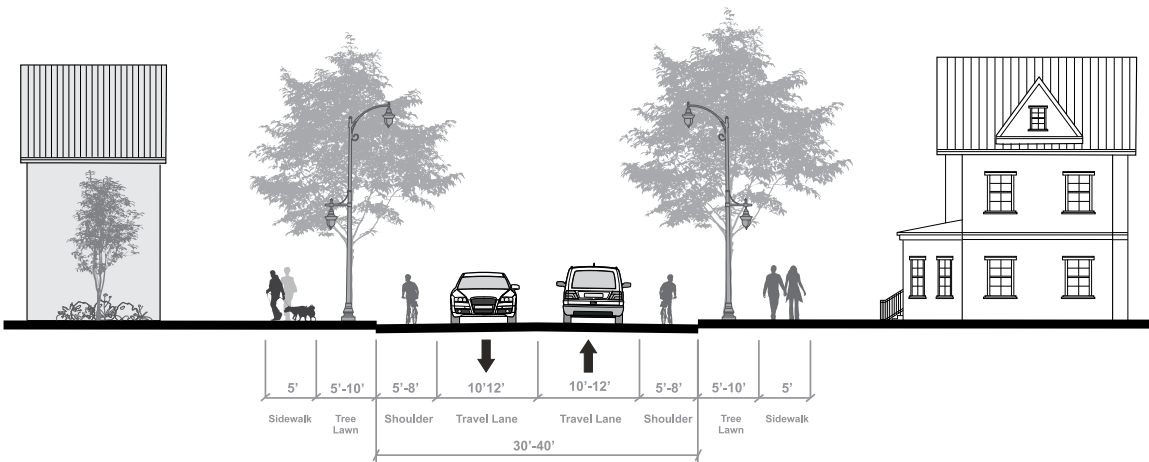 5' 5'-10' 5'-8' 10'12' 10'-12' 5'-8' 5'-10' 5'
Sidewalk Tree Lawn Shoulder Travel Lane Travel Lane Shoulder Tree Lawn Sidewalk
30'-40'